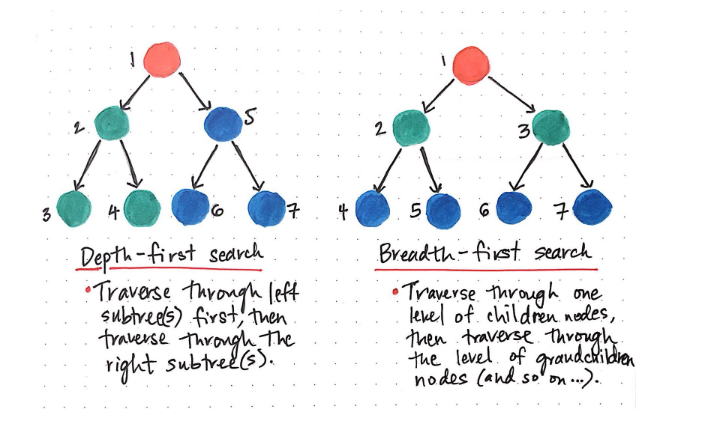 1
2
5
3
4
6
7
Depth-first search
•Traverse through left
subtree(s) first, then
traverse through the
right subtree(s).
1
2
3
4
5
6
7
Breadth-first search
•Traverse through one
level of children nodes,
then traverse through
the level of grandchildren
nodes (and so on...).